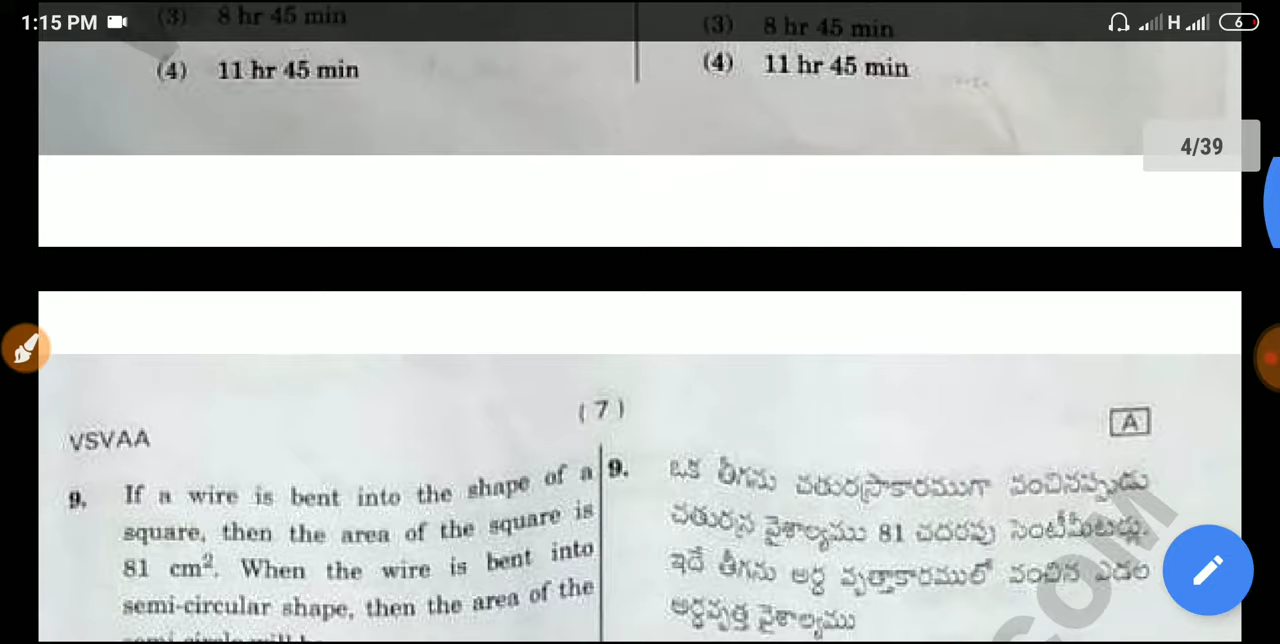 1:15 PM
H
6
(3) 8 hr 45 min
(4) 11 hr 45 min
(3) 8 hr 45 min
(4) 11 hr 45 min
4/39
VSVAA
( 7 )
A
9. If a wire is bent into the shape of a
square, then the area of the square is
81 cm². When the wire is bent into
semi-circular shape, then the area of the
9. ఒక తీగను చతురస్రాకారముగా వంచినప్పుడు
చతురస్ర వైశాల్యము 81 చదరపు సెంటీమీటర్లు.
ఇదే తీగను అర్ధ వృత్తాకారములో వంచిన ఎడల
అర్ధవృత్త వైశాల్యము
COM